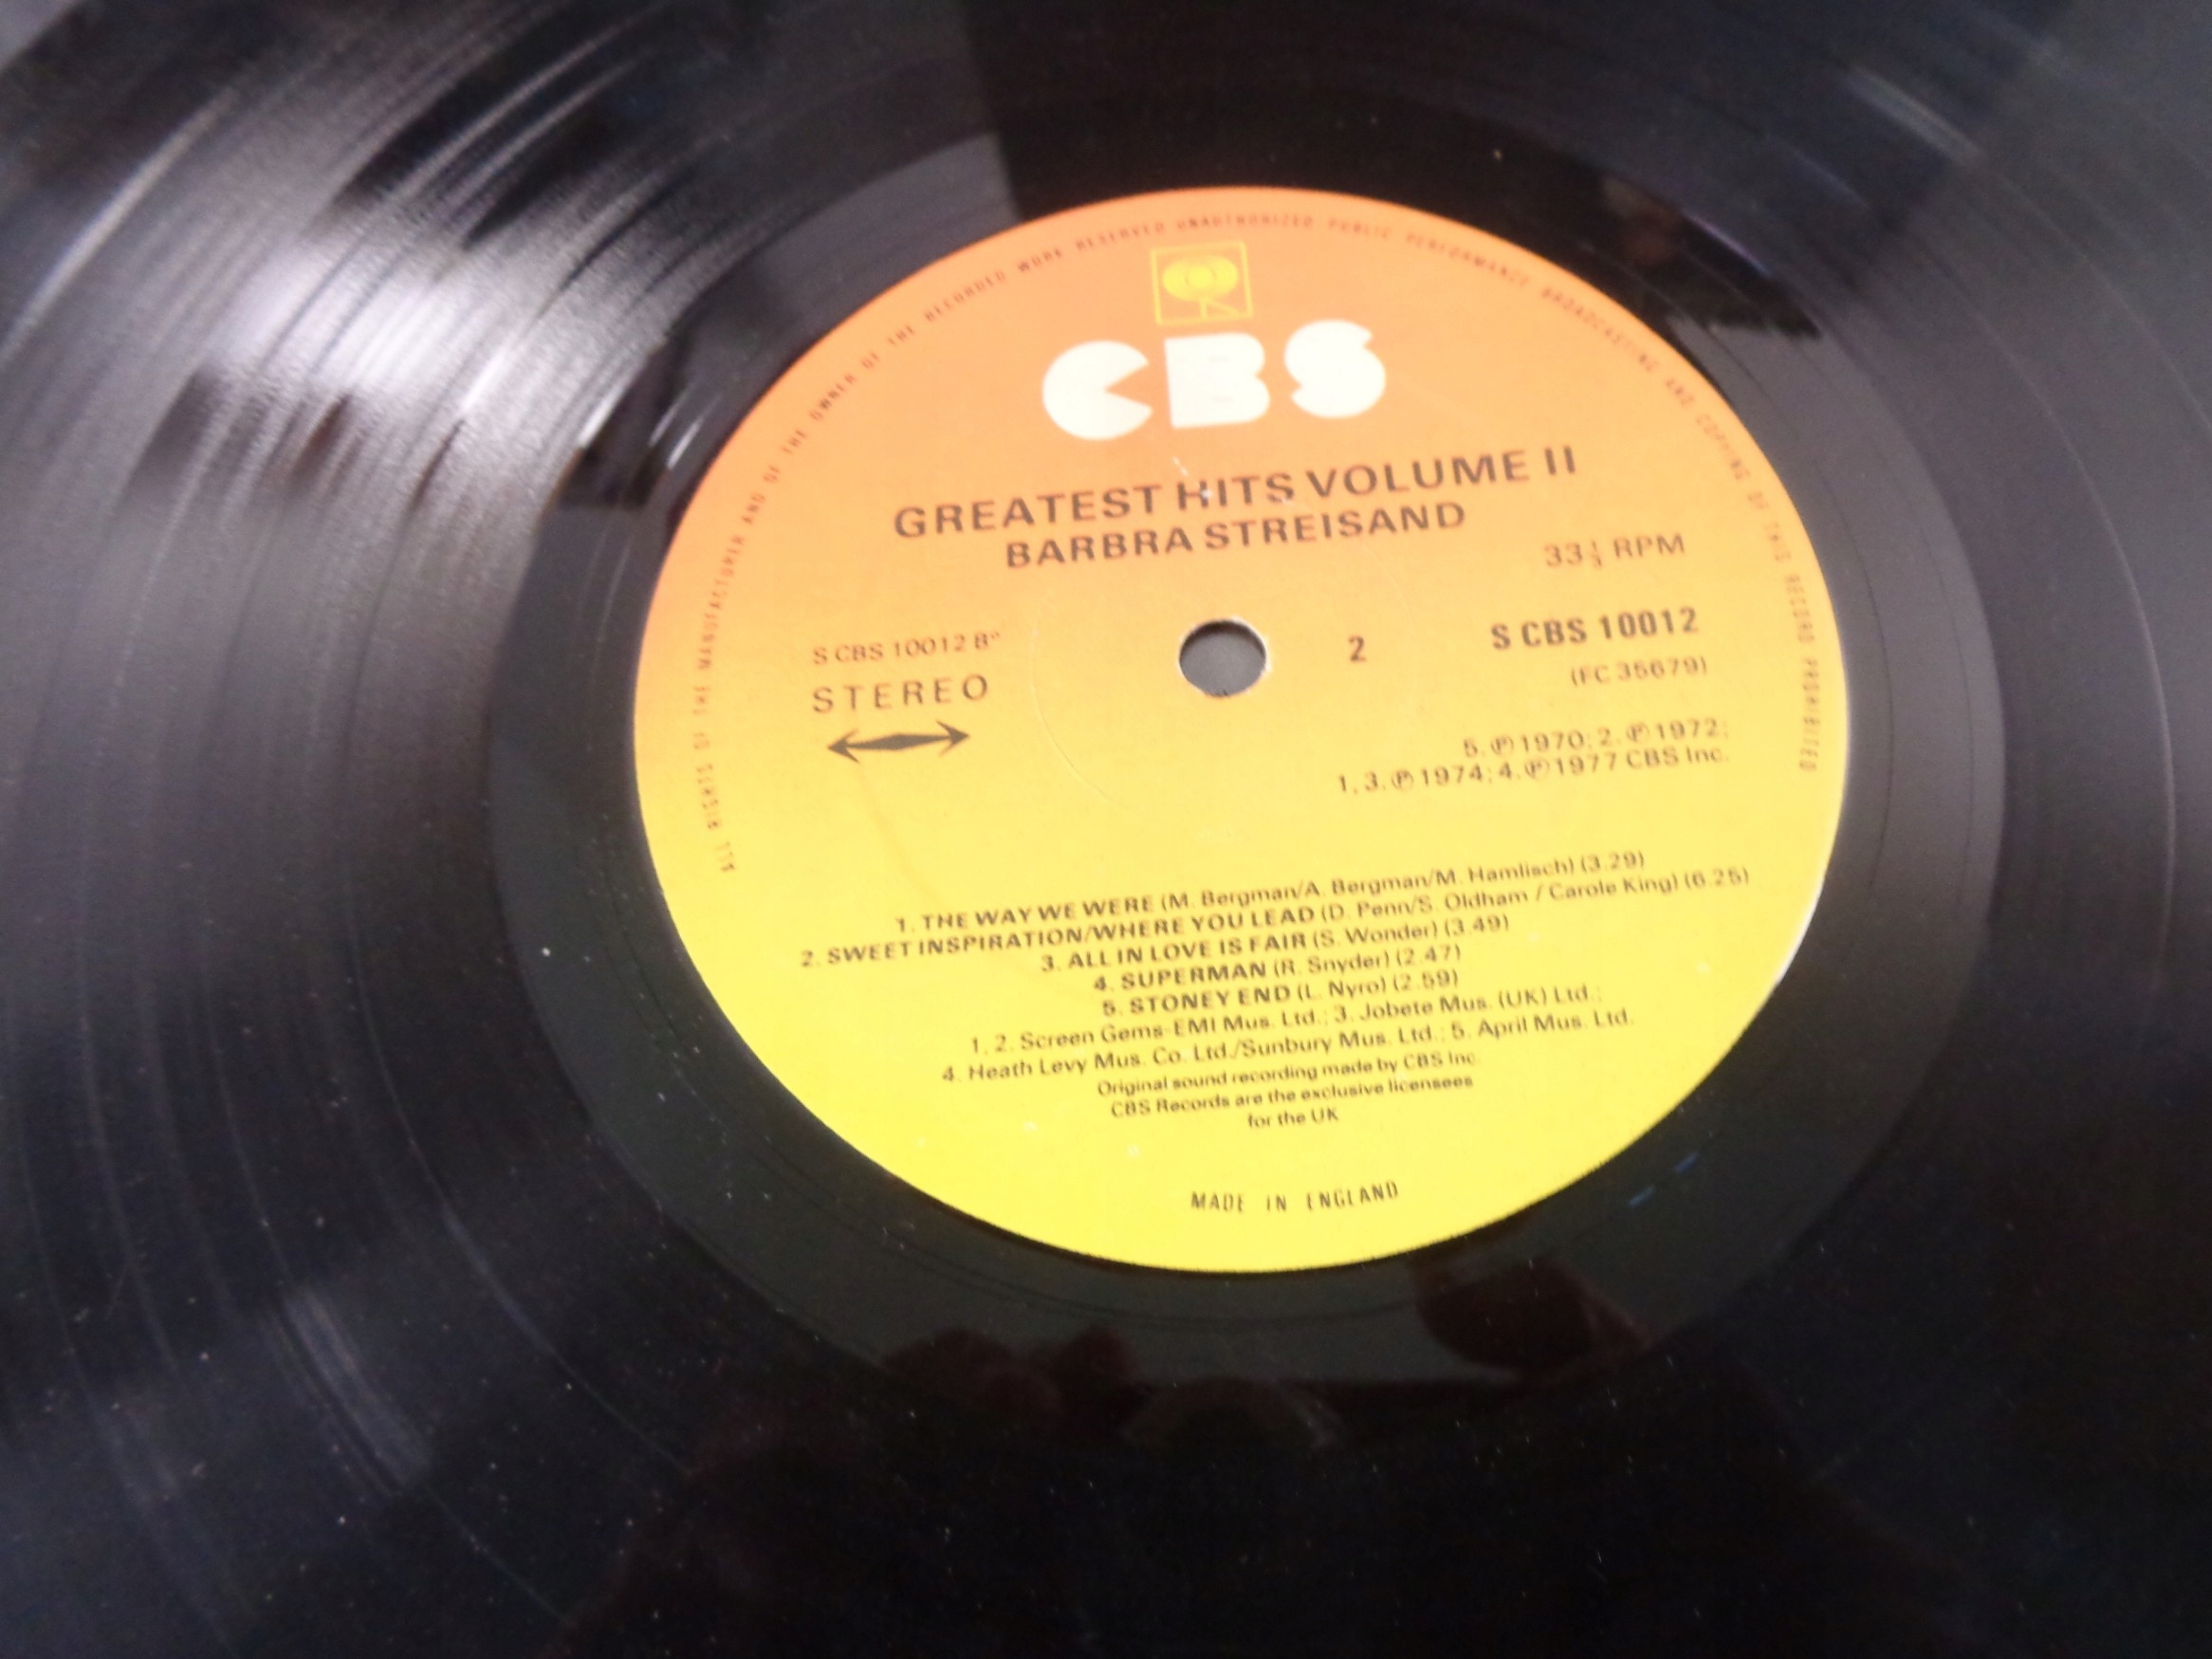 ALL RIGHTS OF THE MANUFACTURER AND OF THE OWNER OF THE RECORDED WORK RESERVED UNAUTHORIZED PUBLIC PERFORMANCE BROADCASTING AND COPYING OF THIS RECORD PROHIBITED
CBS
GREATEST HITS VOLUME II
BARBRA STREISAND
33⅓ RPM
S CBS 10012 B°
STEREO
2
S CBS 10012
(FC 35679)
5. ℗ 1970; 2. ℗ 1972;
1, 3. ℗ 1974; 4. ℗ 1977 CBS Inc.
1. THE WAY WE WERE (M. Bergman/A. Bergman/M. Hamlisch) (3.29)
2. SWEET INSPIRATION/WHERE YOU LEAD (D. Penn/S. Oldham / Carole King) (6.25)
3. ALL IN LOVE IS FAIR (S. Wonder) (3.49)
4. SUPERMAN (R. Snyder) (2.47)
5. STONEY END (L. Nyro) (2.59)
1, 2. Screen Gems-EMI Mus. Ltd.; 3. Jobete Mus. (UK) Ltd.;
4. Heath Levy Mus. Co. Ltd./Sunbury Mus. Ltd.; 5. April Mus. Ltd.
Original sound recording made by CBS Inc.
CBS Records are the exclusive licensees
for the UK
MADE IN ENGLAND